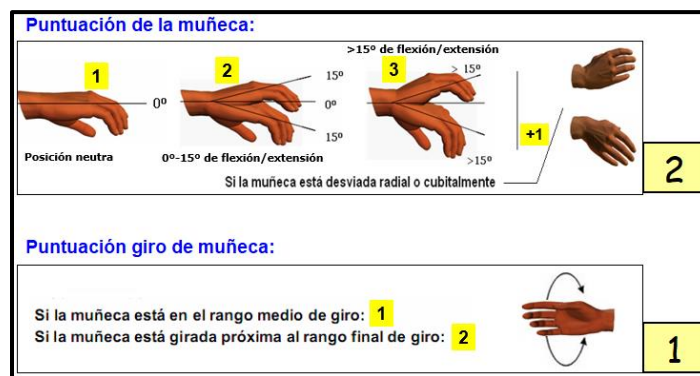 Puntuación de la muñeca:
>15º de flexión/extensión
1
2
3
15º
> 15º
0º
0º
15º
+1
>15º
Posición neutra
0º-15º de flexión/extensión
Si la muñeca está desviada radial o cubitalmente
2
Puntuación giro de muñeca:
Si la muñeca está en el rango medio de giro: 1
Si la muñeca está girada próxima al rango final de giro: 2
1